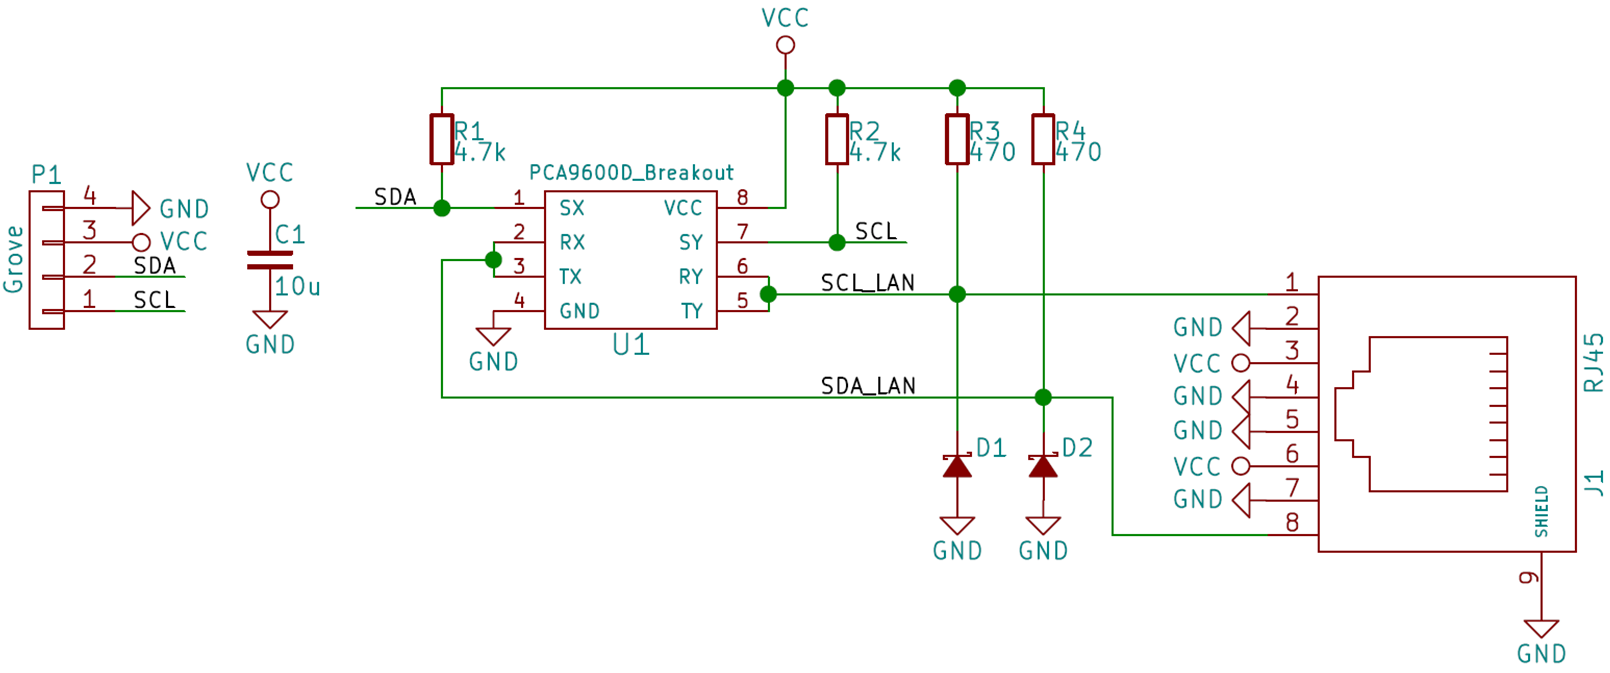 VCC
R1
4.7k
R2
4.7k
R3
470
R4
470
P1
Grove
4
GND
3
VCC
2
SDA
1
SCL
VCC
C1
10u
GND
PCA9600D_Breakout
SDA
1
SX
VCC
8
2
RX
SY
7
SCL
3
TX
RY
6
4
GND
TY
5
U1
GND
SCL_LAN
SDA_LAN
D1
D2
GND
GND
1
GND
2
VCC
3
GND
4
GND
5
VCC
6
GND
7
8
RJ45
J1
SHIELD
9
GND